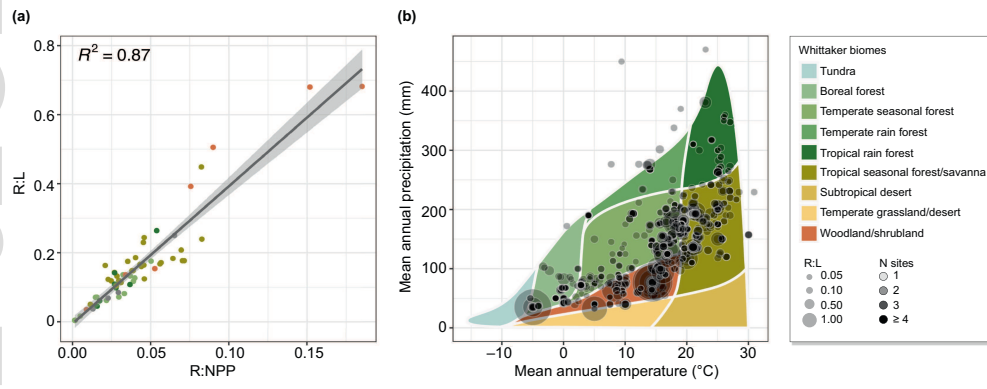 (a)
R² = 0.87
0.8
0.6
0.4
0.2
0
0.00
0.05
0.10
0.15
R:L
R:NPP
(b)
400
300
200
100
0
−10
0
10
20
30
Mean annual precipitation (mm)
Mean annual temperature (°C)
Whittaker biomes
Tundra
Boreal forest
Temperate seasonal forest
Temperate rain forest
Tropical rain forest
Tropical seasonal forest/savanna
Subtropical desert
Temperate grassland/desert
Woodland/shrubland
R:L
0.05
0.10
0.50
1.00
N sites
1
2
3
≥ 4